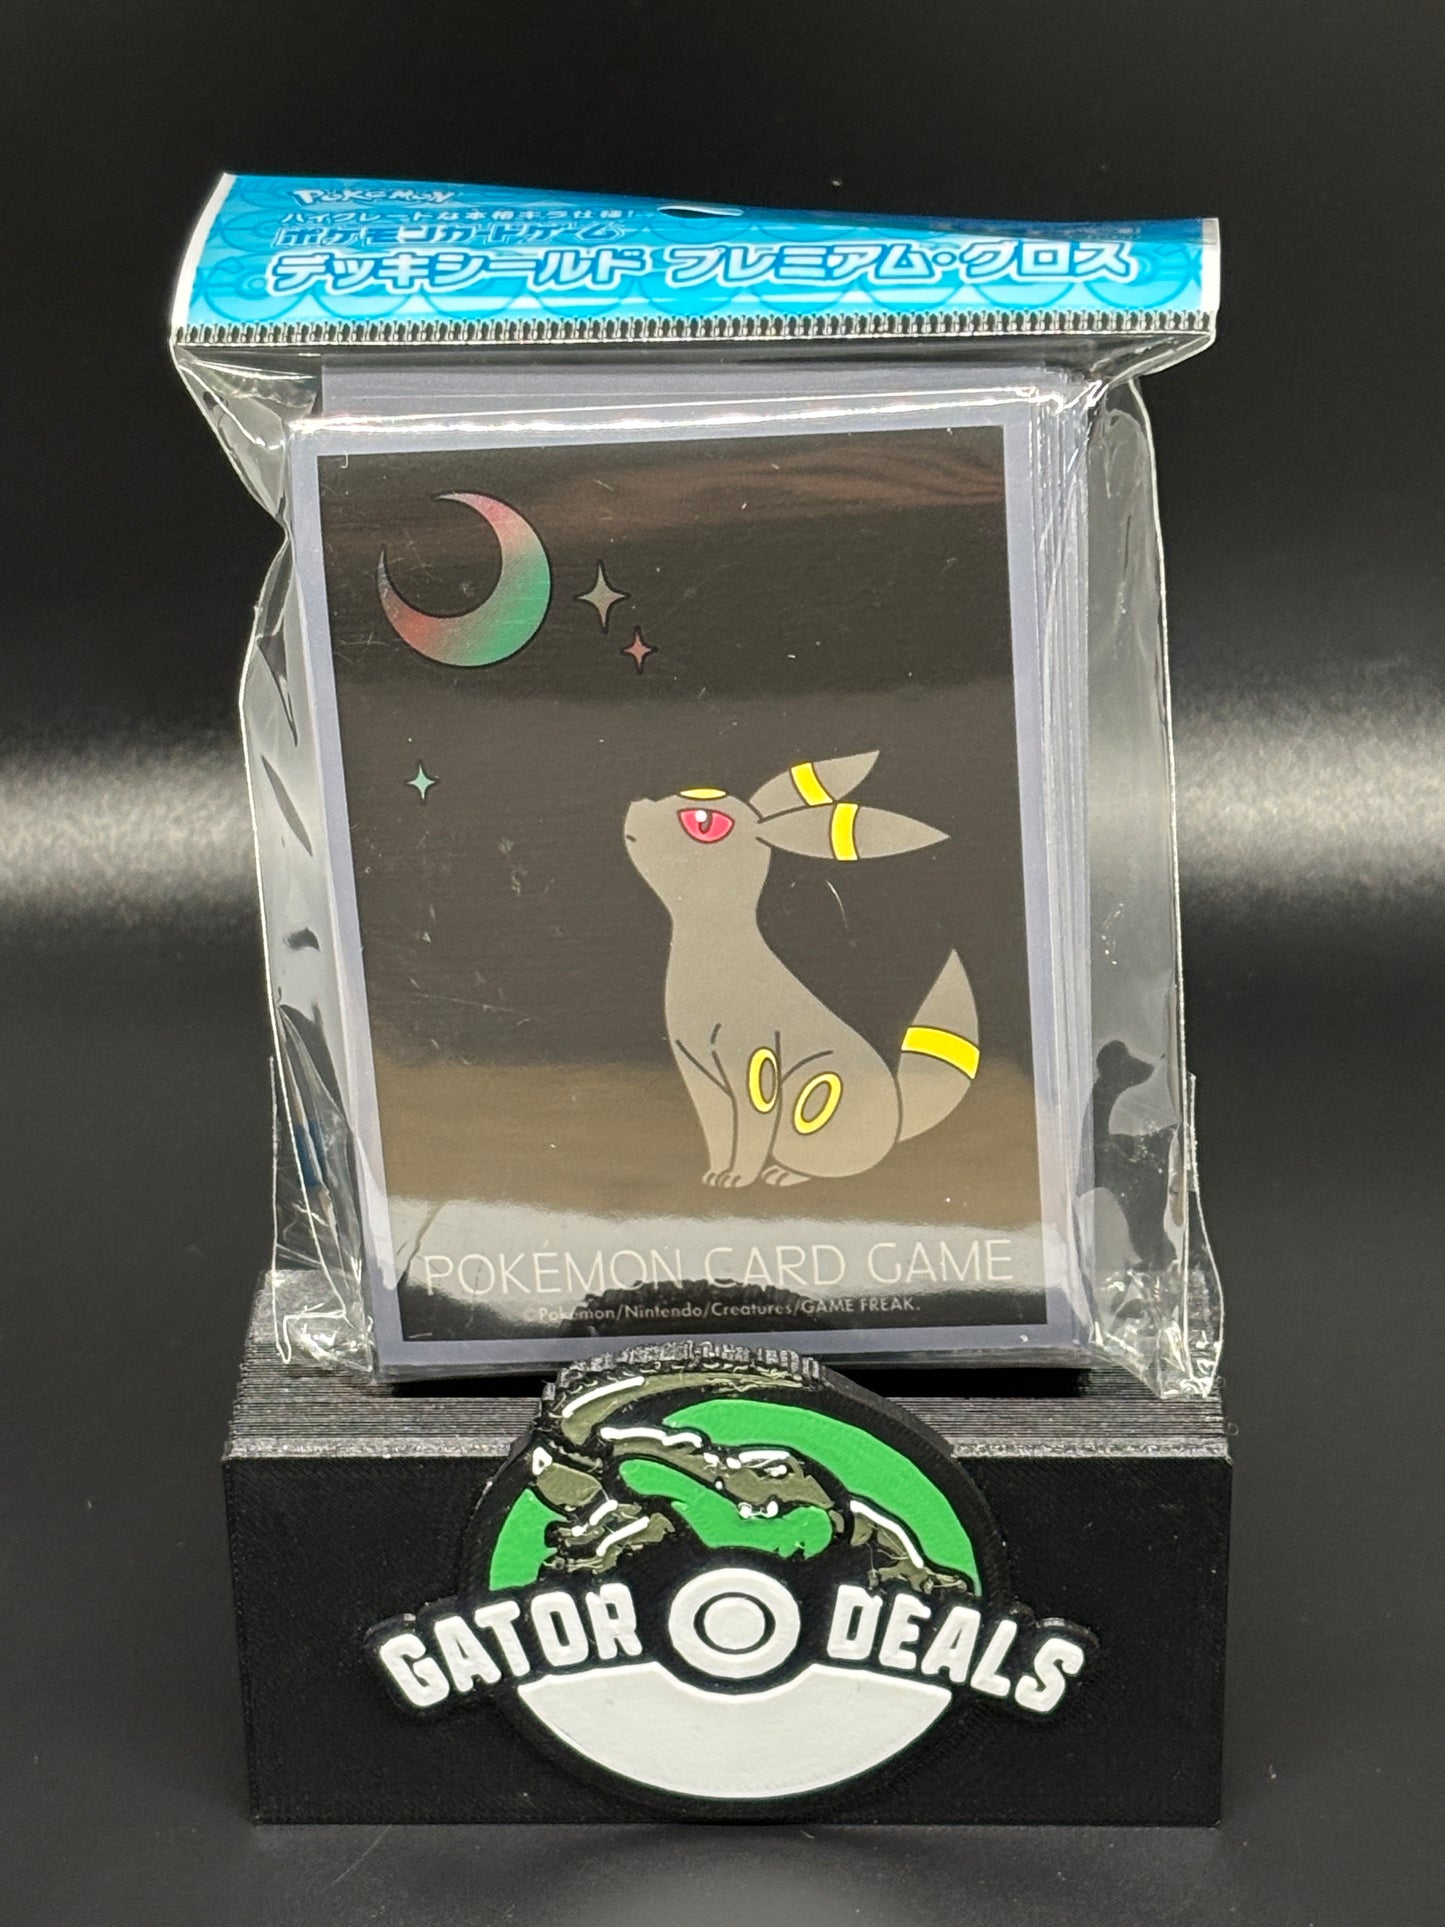 POKÉMON
ハイグレードな本格キラ仕様!
ポケモンカードゲーム
デッキシールド プレミアム・グロス
POKÉMON CARD GAME
©Pokémon/Nintendo/Creatures/GAME FREAK.
GATOR DEALS